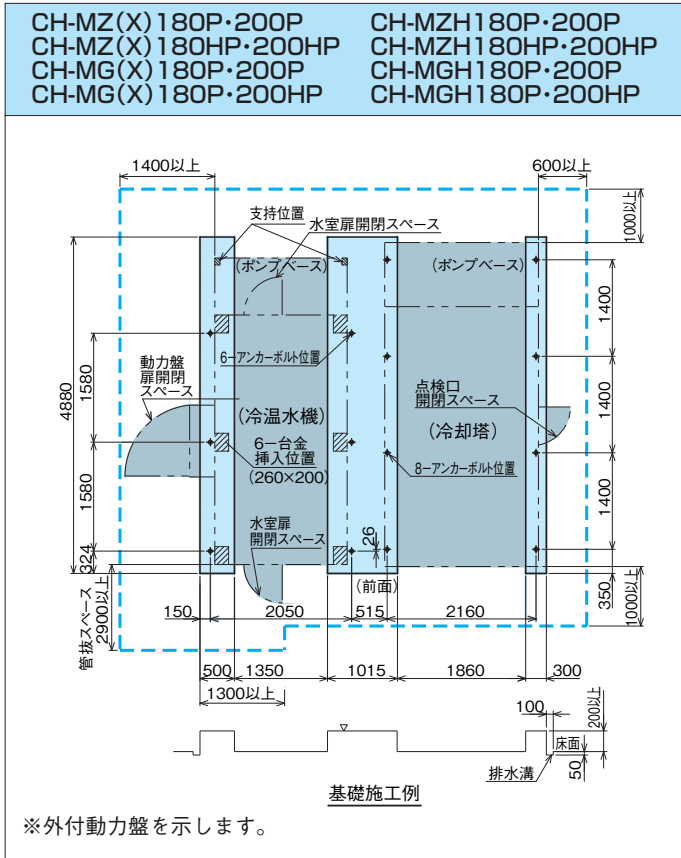 CH-MZ(X)180P・200P CH-MZH180P・200P
CH-MZ(X)180HP・200HP CH-MZH180HP・200HP
CH-MG(X)180P・200P CH-MGH180P・200P
CH-MG(X)180P・200HP CH-MGH180P・200HP
1400以上
600以上
支持位置
水室扉開閉スペース
1000以上
(ポンプベース)
(ポンプベース)
1400
6-アンカーボルト位置
動力盤
扉開閉
スペース
1580
4880
点検口
開閉スペース
1400
(冷温水機)
(冷却塔)
6-台金
挿入位置
(260×200)
8-アンカーボルト位置
1580
1400
水室扉
開閉スペース
26
324
(前面)
350
1000以上
管抜スペース
2900以上
150
2050
515
2160
500
1350
1015
1860
300
1300以上
100
200以上
床面
50
排水溝
基礎施工例
※外付動力盤を示します。